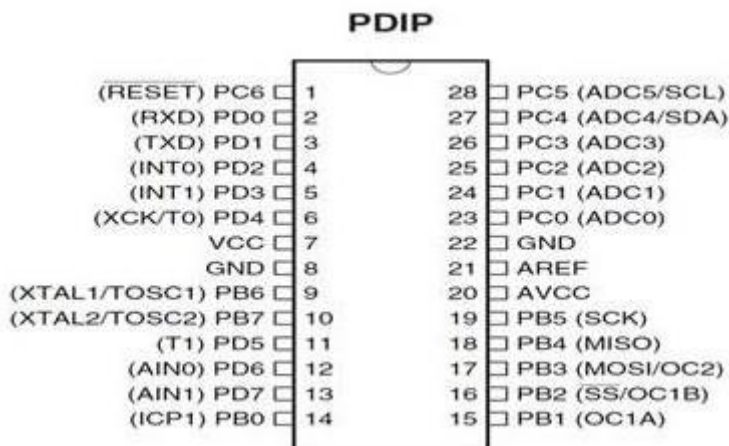 PDIP
(RESET) PC6 1 28 PC5 (ADC5/SCL)
(RXD) PD0 2 27 PC4 (ADC4/SDA)
(TXD) PD1 3 26 PC3 (ADC3)
(INT0) PD2 4 25 PC2 (ADC2)
(INT1) PD3 5 24 PC1 (ADC1)
(XCK/T0) PD4 6 23 PC0 (ADC0)
VCC 7 22 GND
GND 8 21 AREF
(XTAL1/TOSC1) PB6 9 20 AVCC
(XTAL2/TOSC2) PB7 10 19 PB5 (SCK)
(T1) PD5 11 18 PB4 (MISO)
(AIN0) PD6 12 17 PB3 (MOSI/OC2)
(AIN1) PD7 13 16 PB2 (SS/OC1B)
(ICP1) PB0 14 15 PB1 (OC1A)